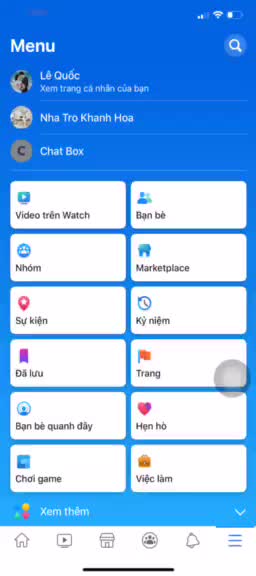 Menu
Lê Quốc
Xem trang cá nhân của bạn
Nha Tro Khanh Hoa
C Chat Box
Video trên Watch
Bạn bè
Nhóm
Marketplace
Sự kiện
Kỷ niệm
Đã lưu
Trang
Bạn bè quanh đây
Hẹn hò
Chơi game
Việc làm
Xem thêm